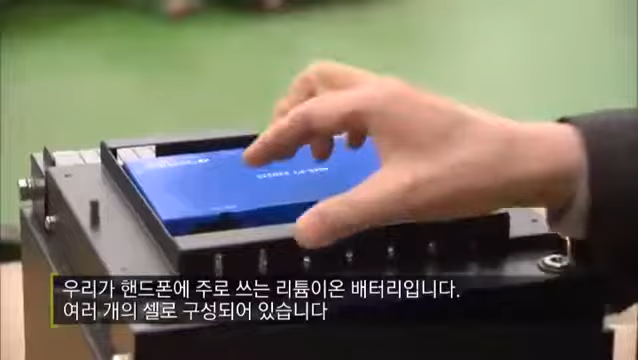 우리가 핸드폰에 주로 쓰는 리튬이온 배터리입니다.
여러 개의 셀로 구성되어 있습니다